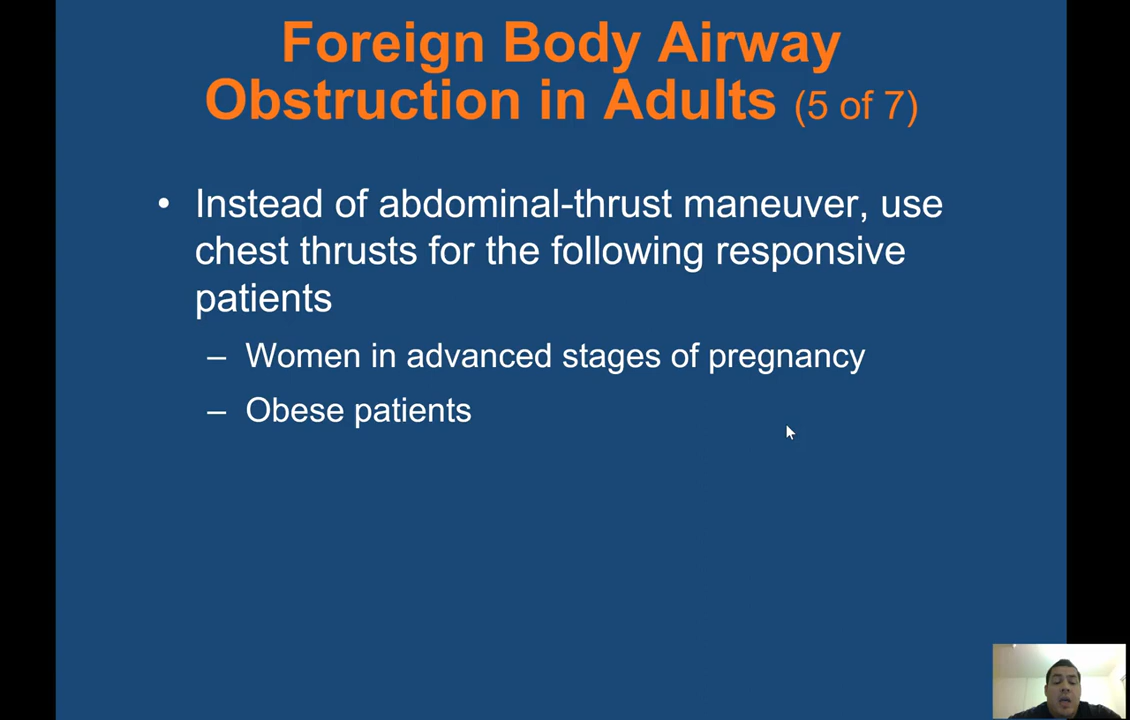 Foreign Body Airway
Obstruction in Adults (5 of 7)
• Instead of abdominal-thrust maneuver, use
chest thrusts for the following responsive
patients
– Women in advanced stages of pregnancy
– Obese patients